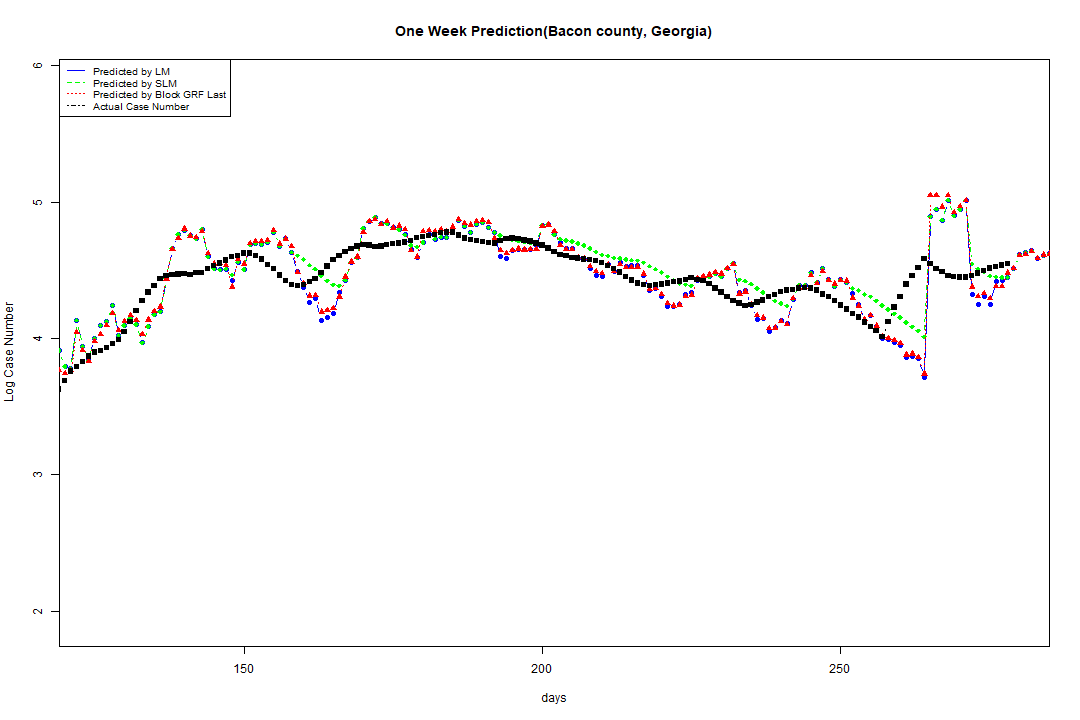 One Week Prediction(Bacon county, Georgia)
Predicted by LM
Predicted by SLM
Predicted by Block GRF Last
Actual Case Number
6
5
4
3
2
Log Case Number
150
200
250
days